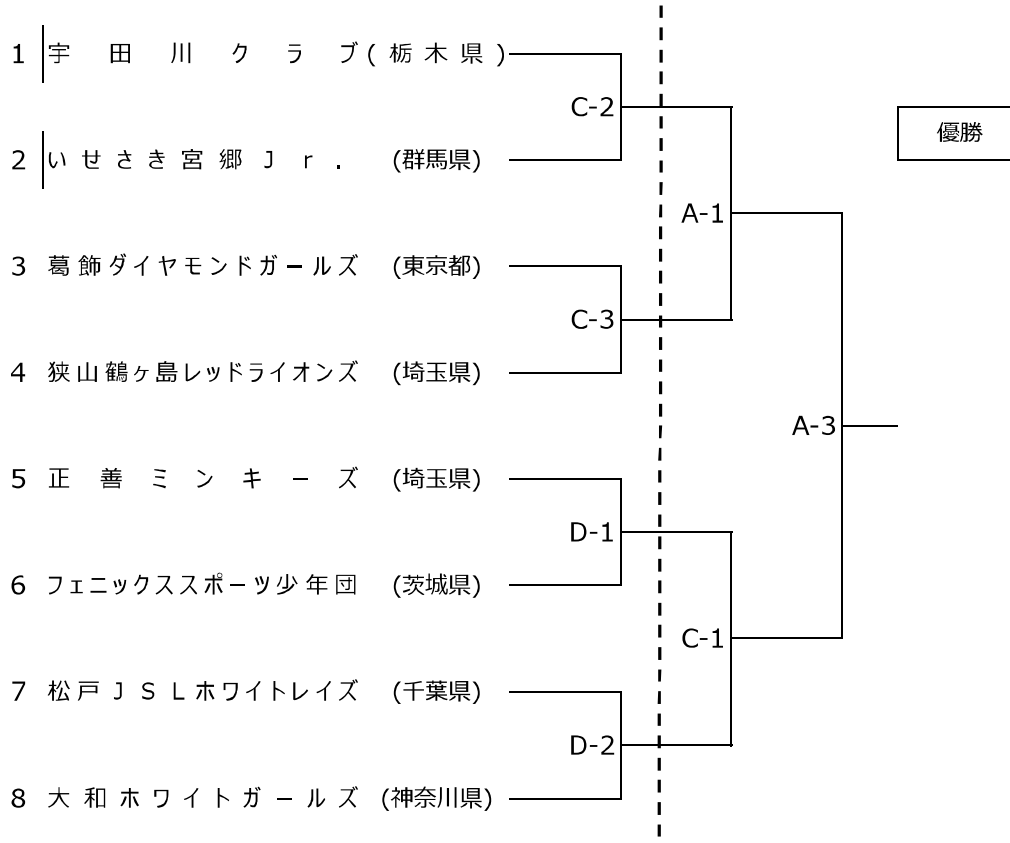 1 宇田川クラブ(栃木県)
C-2
優勝
2 いせさき宮郷Ｊｒ． (群馬県)
A-1
3 葛飾ダイヤモンドガールズ (東京都)
C-3
4 狭山鶴ヶ島レッドライオンズ (埼玉県)
A-3
5 正善ミンキーズ (埼玉県)
D-1
6 フェニックススポーツ少年団 (茨城県)
C-1
7 松戸ＪＳＬホワイトレイズ (千葉県)
D-2
8 大和ホワイトガールズ (神奈川県)